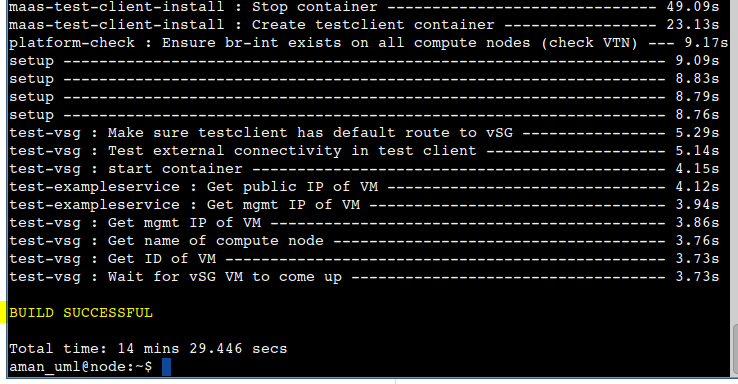 maas-test-client-install : Stop container ------------------------------- 49.09s
maas-test-client-install : Create testclient container ------------------ 23.13s
platform-check : Ensure br-int exists on all compute nodes (check VTN) --- 9.17s
setup ------------------------------------------------------------------- 9.09s
setup ------------------------------------------------------------------- 8.83s
setup ------------------------------------------------------------------- 8.79s
setup ------------------------------------------------------------------- 8.76s
test-vsg : Make sure testclient has default route to vSG ---------------- 5.29s
test-vsg : Test external connectivity in test client -------------------- 5.14s
test-vsg : start container ---------------------------------------------- 4.15s
test-exampleservice : Get public IP of VM ------------------------------- 4.12s
test-exampleservice : Get mgmt IP of VM --------------------------------- 3.94s
test-vsg : Get mgmt IP of VM -------------------------------------------- 3.86s
test-vsg : Get name of compute node ------------------------------------- 3.76s
test-vsg : Get ID of VM ------------------------------------------------- 3.73s
test-vsg : Wait for vSG VM to come up ----------------------------------- 3.73s
BUILD SUCCESSFUL
Total time: 14 mins 29.446 secs
aman_uml@node:~$